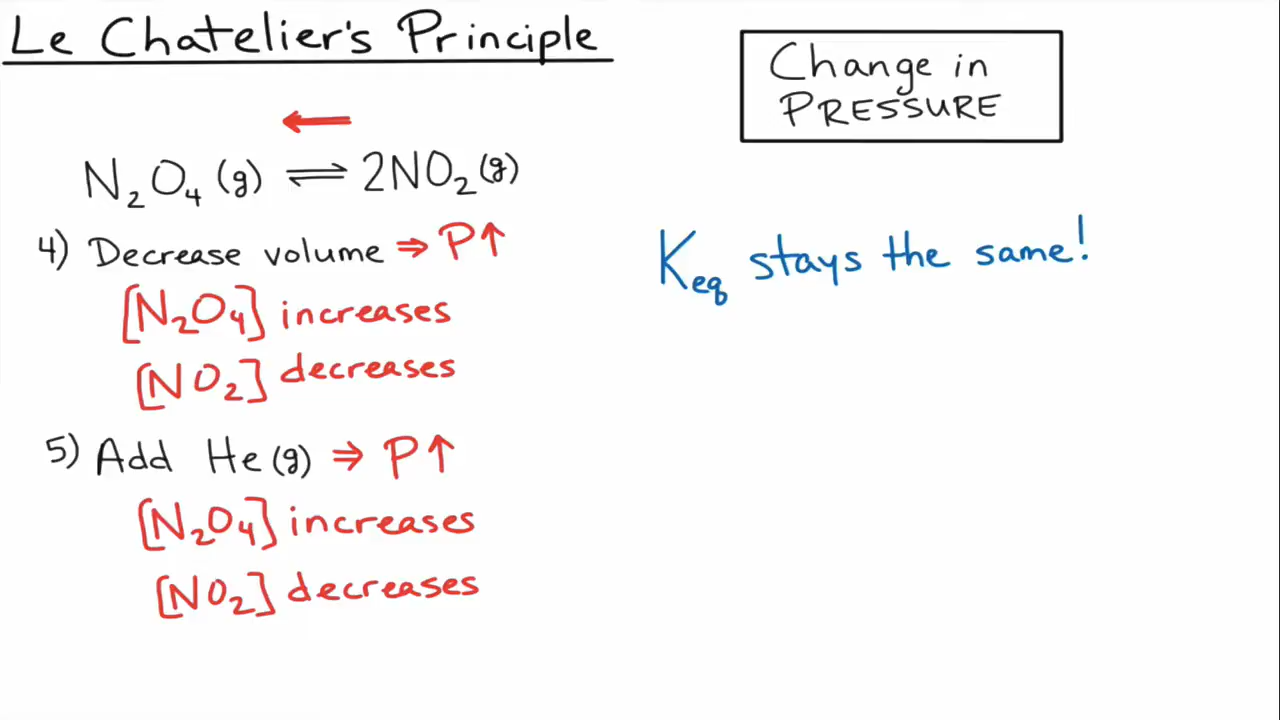 Le Chatelier's Principle
Change in
PRESSURE
←
N₂O₄ (g) ⇌ 2NO₂ (g)
4) Decrease volume ⇒ P↑
[N₂O₄] increases
[NO₂] decreases
Keq stays the same!
5) Add He (g) ⇒ P↑
[N₂O₄] increases
[NO₂] decreases